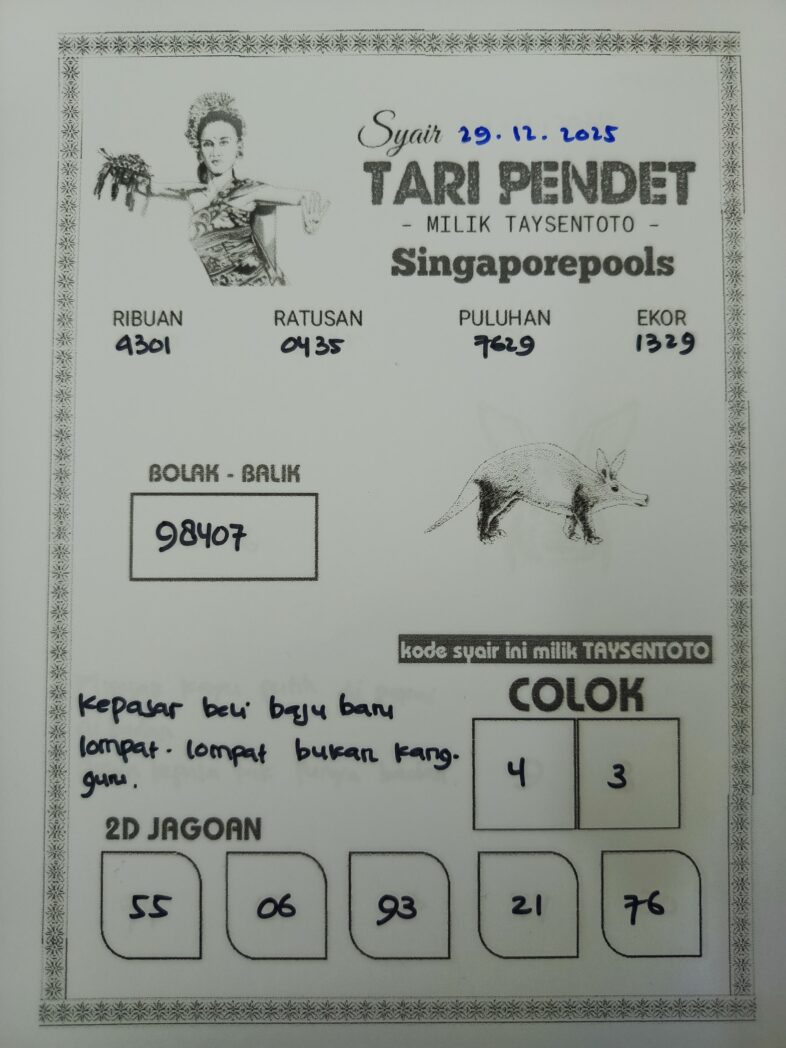 Syair 29.12.2025
TARI PENDET
- MILIK TAYSENTOTO -
Singaporepools
RIBUAN RATUSAN PULUHAN EKOR
9301 0435 7629 1329
BOLAK - BALIK
98407
kode syair ini milik TAYSENTOTO
COLOK
4 3
Kepasar beli baju baru
lompat-lompat bukan kang-
guru.
2D JAGOAN
55 06 93 21 76